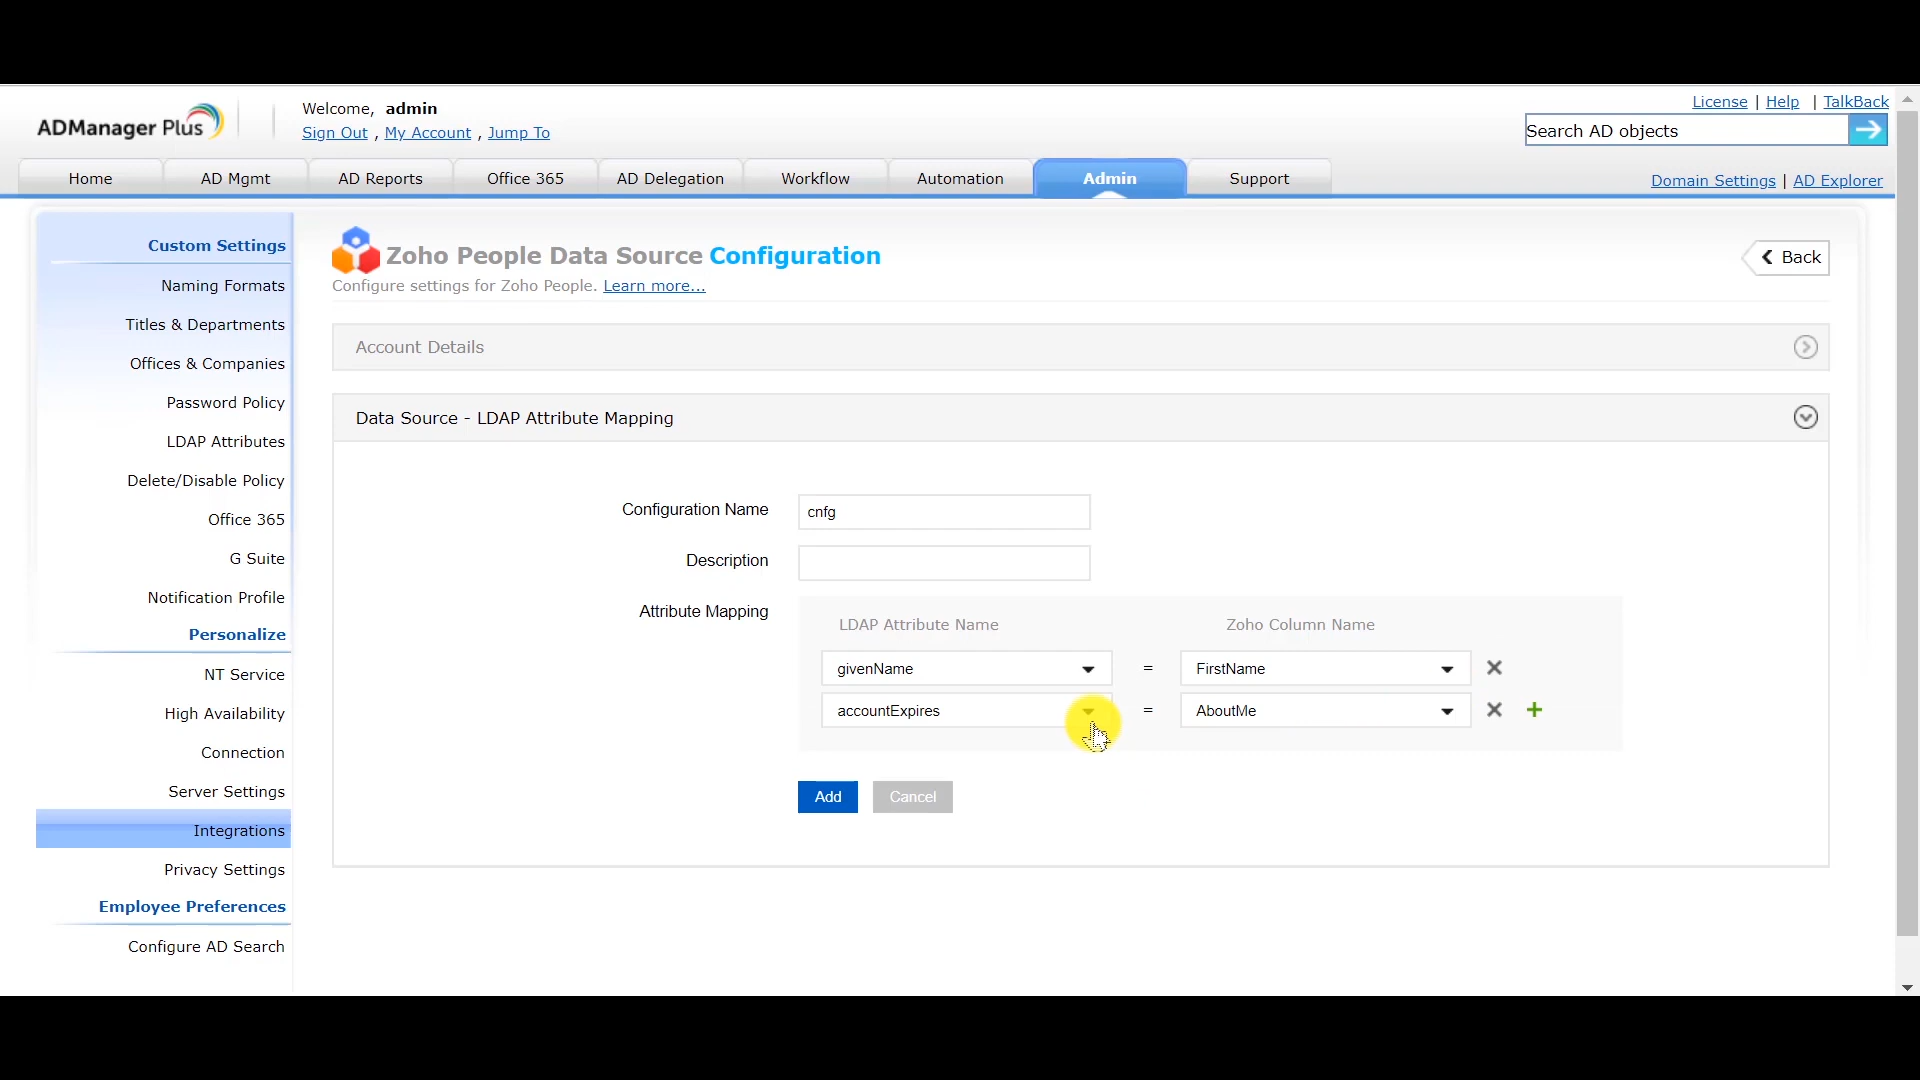 ADManager Plus
Welcome, admin
Sign Out , My Account , Jump To
License | Help | TalkBack
Search AD objects
Home AD Mgmt AD Reports Office 365 AD Delegation Workflow Automation Admin Support
Domain Settings | AD Explorer
Custom Settings
Naming Formats
Titles & Departments
Offices & Companies
Password Policy
LDAP Attributes
Delete/Disable Policy
Office 365
G Suite
Notification Profile
Personalize
NT Service
High Availability
Connection
Server Settings
Integrations
Privacy Settings
Employee Preferences
Configure AD Search
Zoho People Data Source Configuration
Back
Configure settings for Zoho People. Learn more...
Account Details
Data Source - LDAP Attribute Mapping
Configuration Name cnfg
Description
Attribute Mapping
LDAP Attribute Name Zoho Column Name
givenName = FirstName
accountExpires = AboutMe
Add Cancel